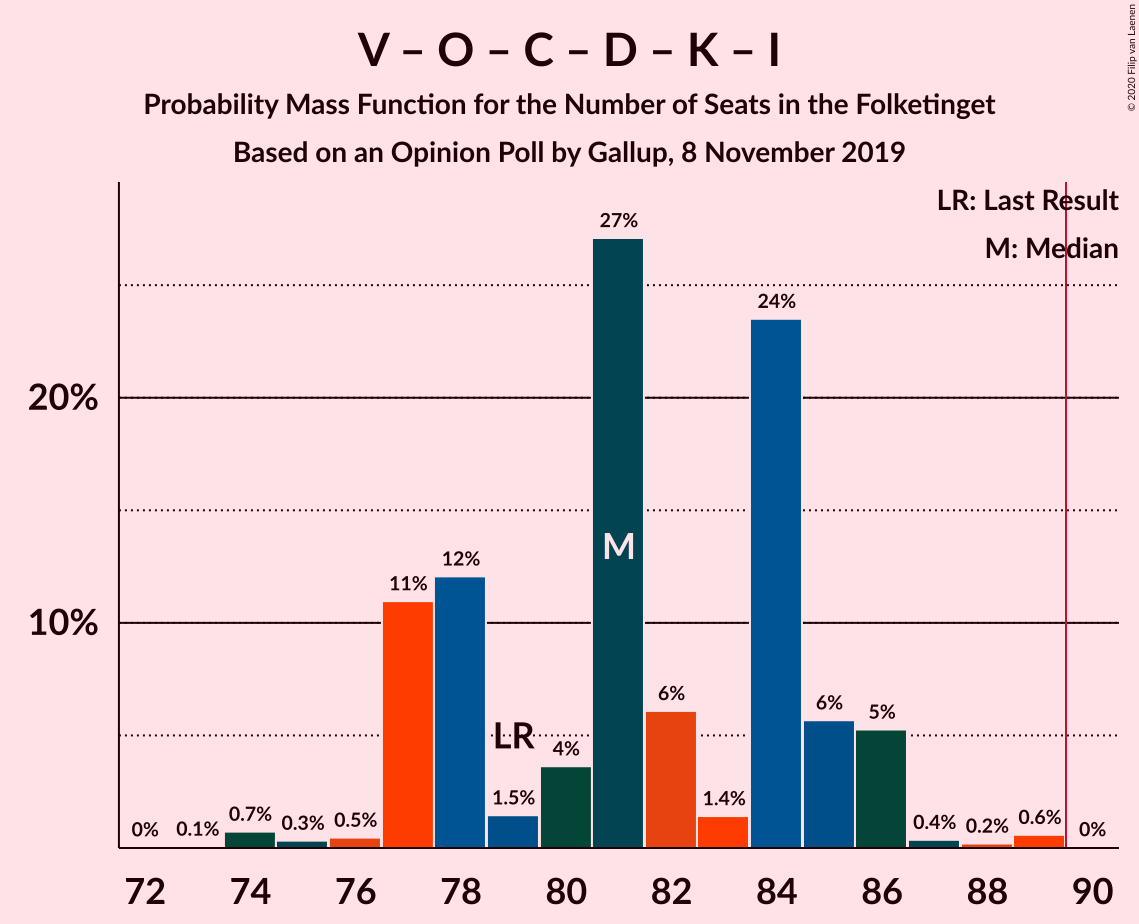 V – O – C – D – K – I
Probability Mass Function for the Number of Seats in the Folketinget
Based on an Opinion Poll by Gallup, 8 November 2019
© 2020 Filip van Laenen
LR: Last Result
M: Median
27%
24%
20%
12%
11%
M
10%
6%
6%
5%
LR
4%
1.5%
1.4%
0%
0.1%
0.7%
0.3%
0.5%
0.4%
0.2%
0.6%
0%
72 74 76 78 80 82 84 86 88 90